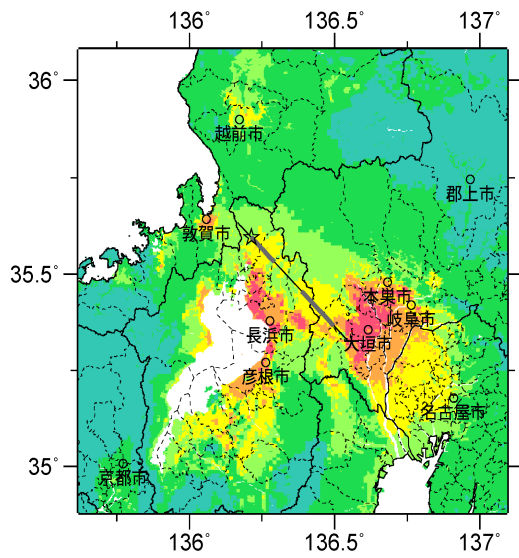 136° 136.5° 137°
36°
越前市
郡上市
敦賀市
35.5°
本巣市
岐阜市
長浜市
大垣市
彦根市
名古屋市
35°
京都市
136° 136.5° 137°